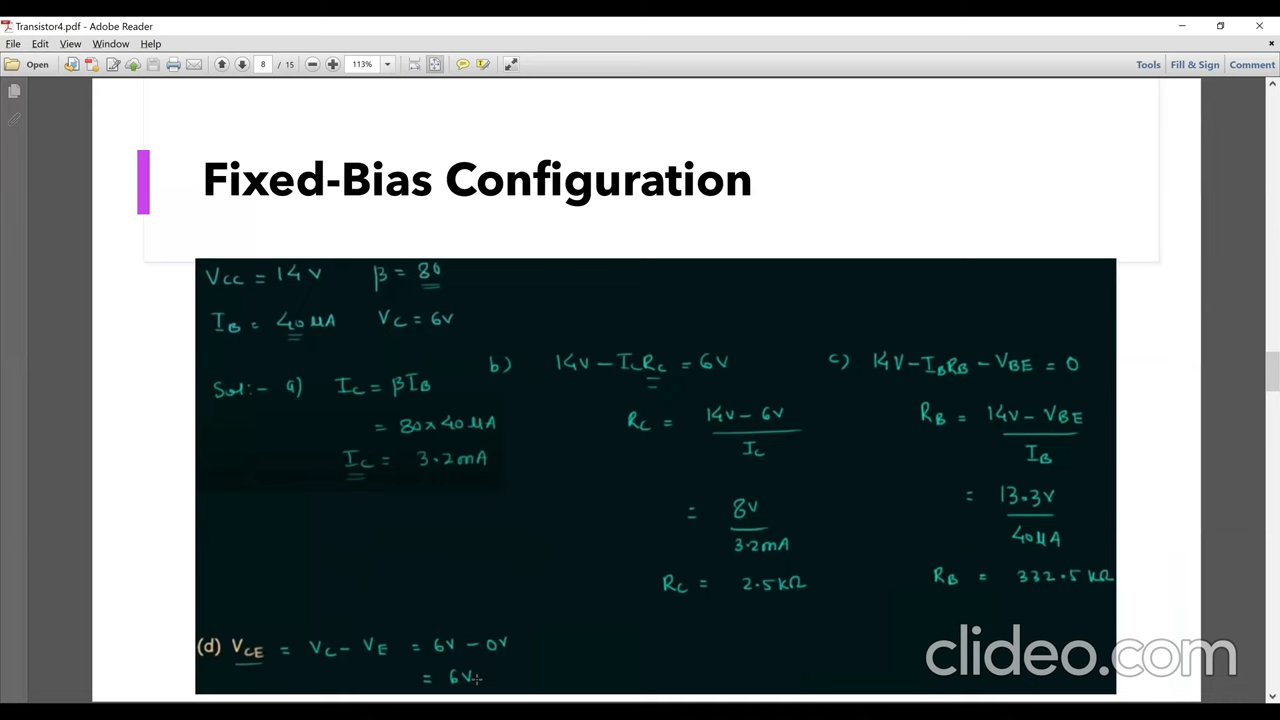 Transistor4.pdf - Adobe Reader
File Edit View Window Help
Open 8 / 15 113% Tools Fill & Sign Comment
Fixed-Bias Configuration
VCC = 14V β = 80
IB = 40 μA VC = 6V
Sol:- a) IC = βIB
= 80 × 40 μA
IC = 3.2mA
b) 14V - ICRC = 6V
RC = 14V - 6V / IC
= 8V / 3.2mA
RC = 2.5kΩ
c) 14V - IBRB - VBE = 0
RB = 14V - VBE / IB
= 13.3V / 40μA
RB = 332.5 kΩ
(d) VCE = VC - VE = 6V - 0V
= 6V
clideo.com